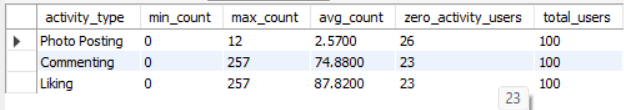 activity_type min_count max_count avg_count zero_activity_users total_users
Photo Posting 0 12 2.5700 26 100
Commenting 0 257 74.8800 23 100
Liking 0 257 87.8200 23 100
23